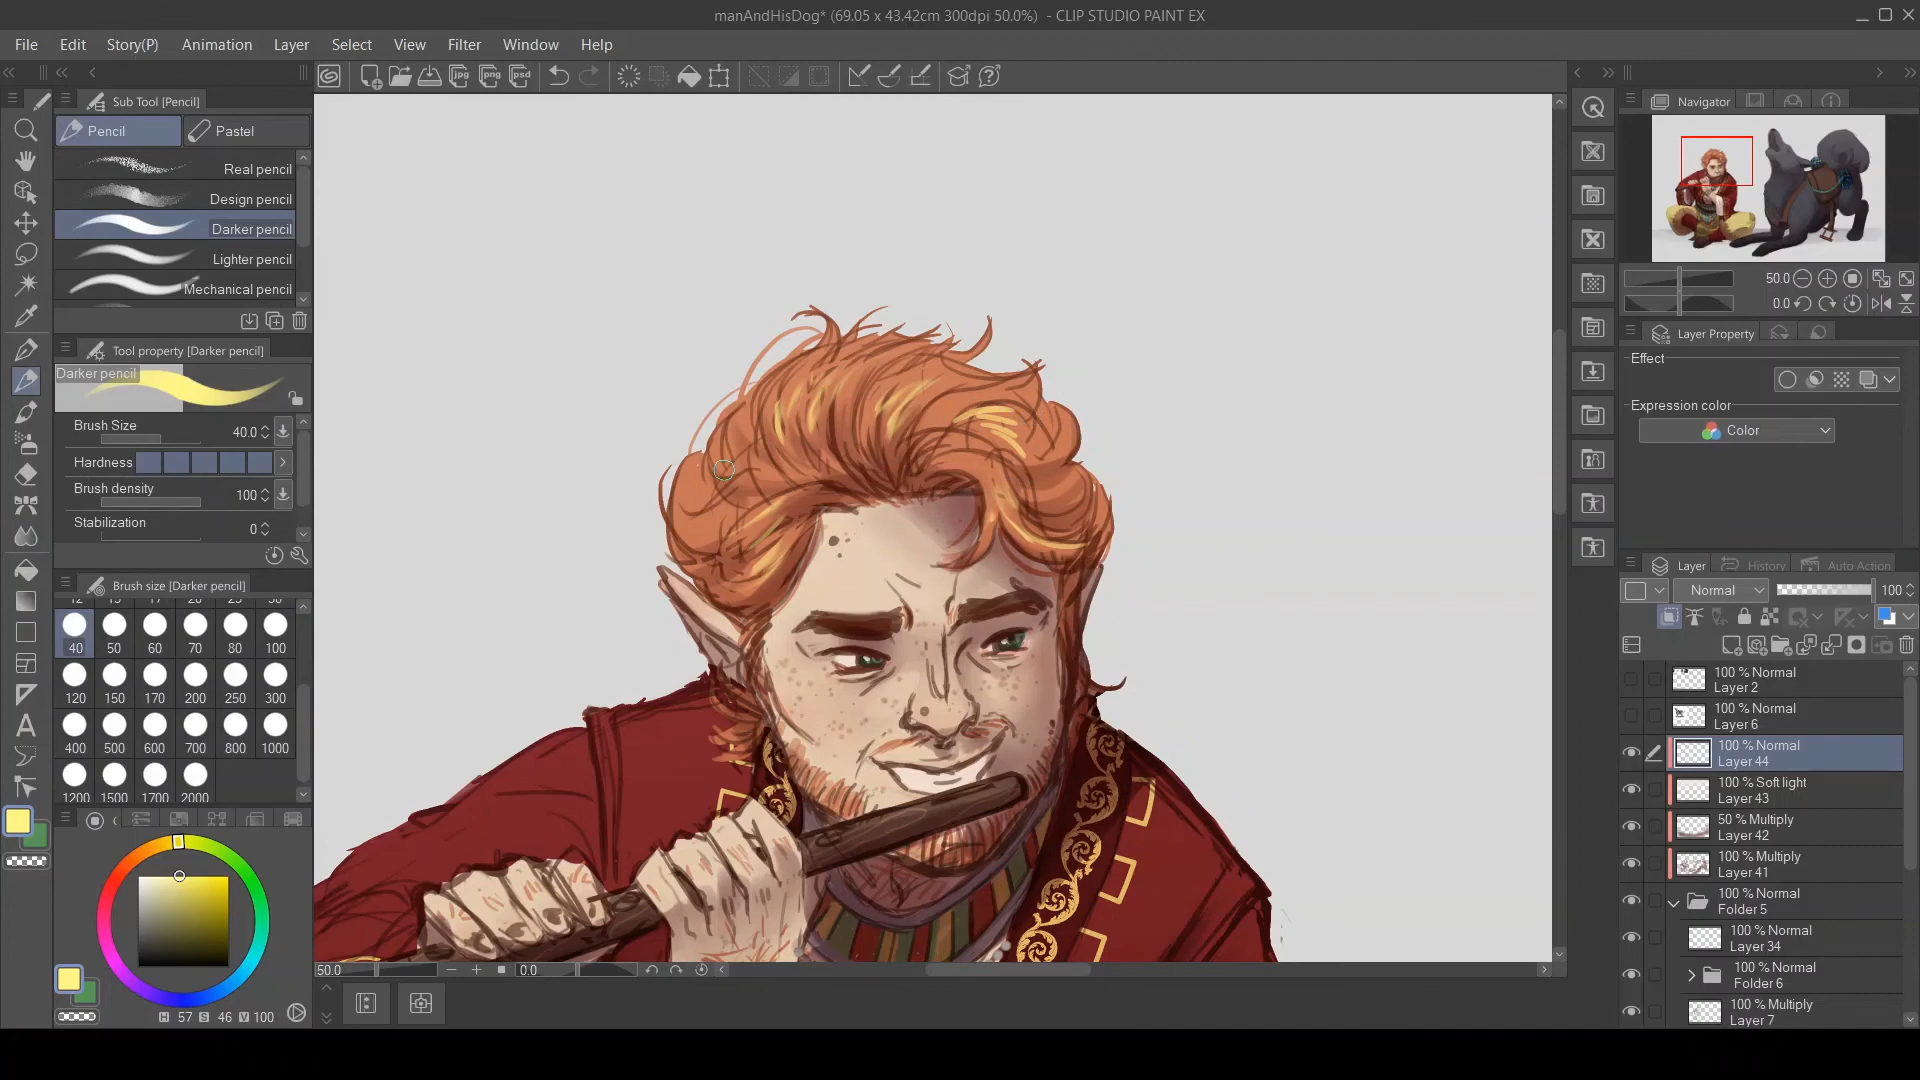 manAndHisDog* (69.05 x 43.42cm 300dpi 50.0%) - CLIP STUDIO PAINT EX
File Edit Story(P) Animation Layer Select View Filter Window Help
jpg png psd
Sub Tool [Pencil]
Pencil Pastel
Real pencil
Design pencil
Darker pencil
Lighter pencil
Mechanical pencil
Tool property [Darker pencil]
Darker pencil
Brush Size 40.0
Hardness
Brush density 100
Stabilization 0
Brush size [Darker pencil]
40 50 60 70 80 100
120 150 170 200 250 300
400 500 600 700 800 1000
1200 1500 1700 2000
H 57 S 46 V 100
50.0 0.0
Navigator
50.0
0.0
Layer Property
Effect
Expression color
Color
Layer History Auto Action
Normal 100
100 % Normal
Layer 2
100 % Normal
Layer 6
100 % Normal
Layer 44
100 % Soft light
Layer 43
50 % Multiply
Layer 42
100 % Multiply
Layer 41
100 % Normal
Folder 5
100 % Normal
Layer 34
100 % Normal
Folder 6
100 % Multiply
Layer 7